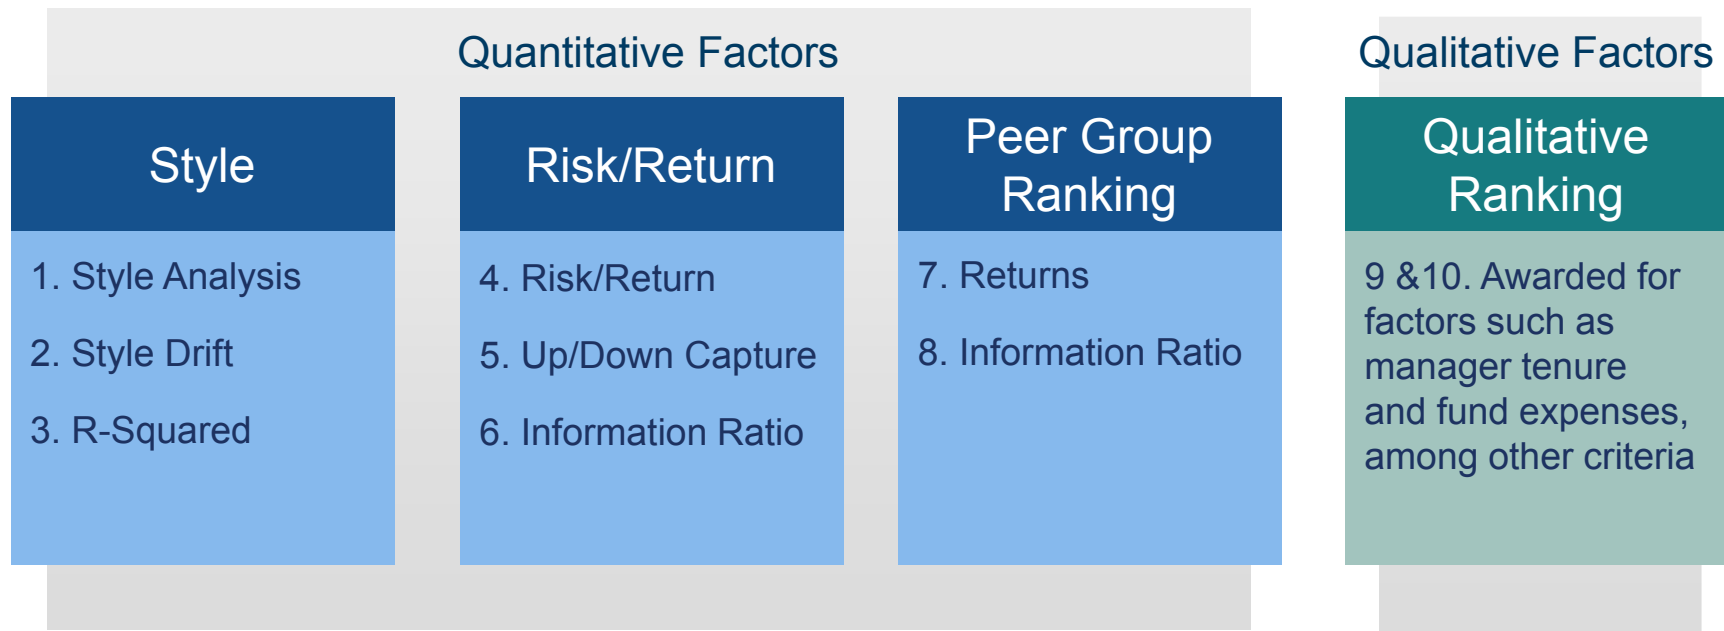 Quantitative Factors
Qualitative Factors
Style
1. Style Analysis
2. Style Drift
3. R-Squared
Risk/Return
4. Risk/Return
5. Up/Down Capture
6. Information Ratio
Peer Group
Ranking
7. Returns
8. Information Ratio
Qualitative
Ranking
9 &10. Awarded for
factors such as
manager tenure
and fund expenses,
among other criteria